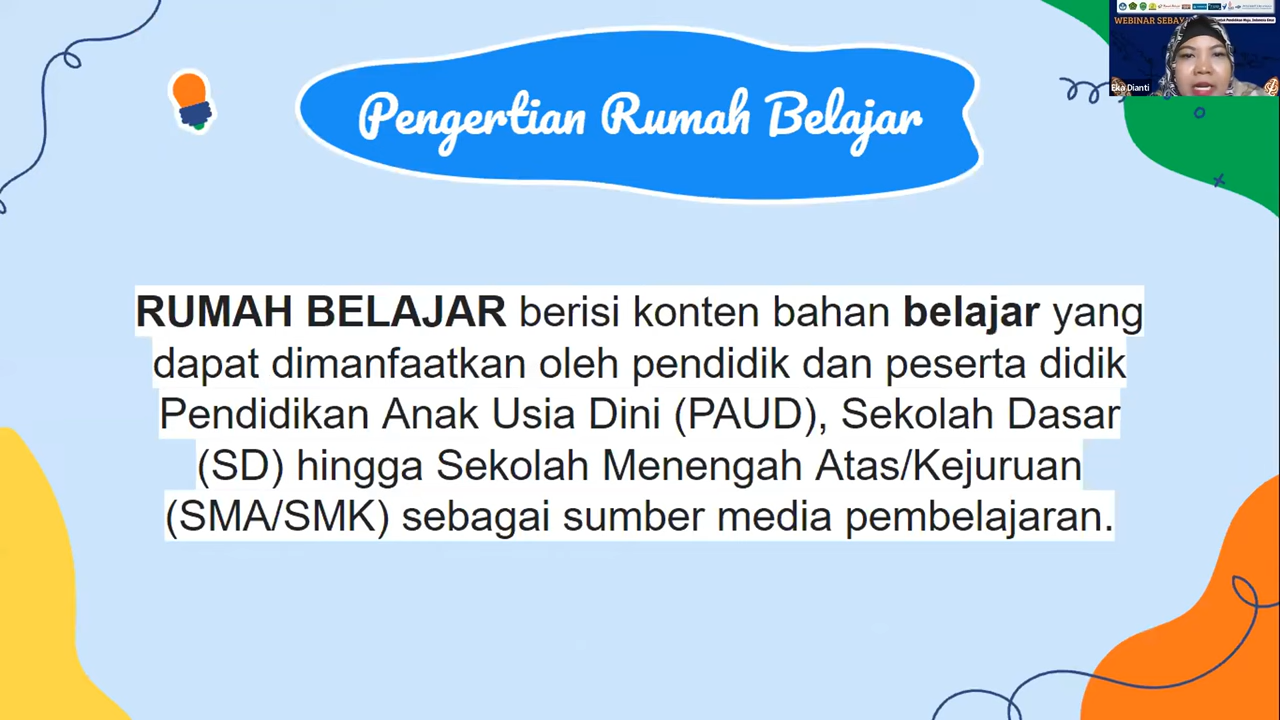 WEBINAR SEBAY
Eka Dianti
Pengertian Rumah Belajar
RUMAH BELAJAR berisi konten bahan belajar yang
dapat dimanfaatkan oleh pendidik dan peserta didik
Pendidikan Anak Usia Dini (PAUD), Sekolah Dasar
(SD) hingga Sekolah Menengah Atas/Kejuruan
(SMA/SMK) sebagai sumber media pembelajaran.